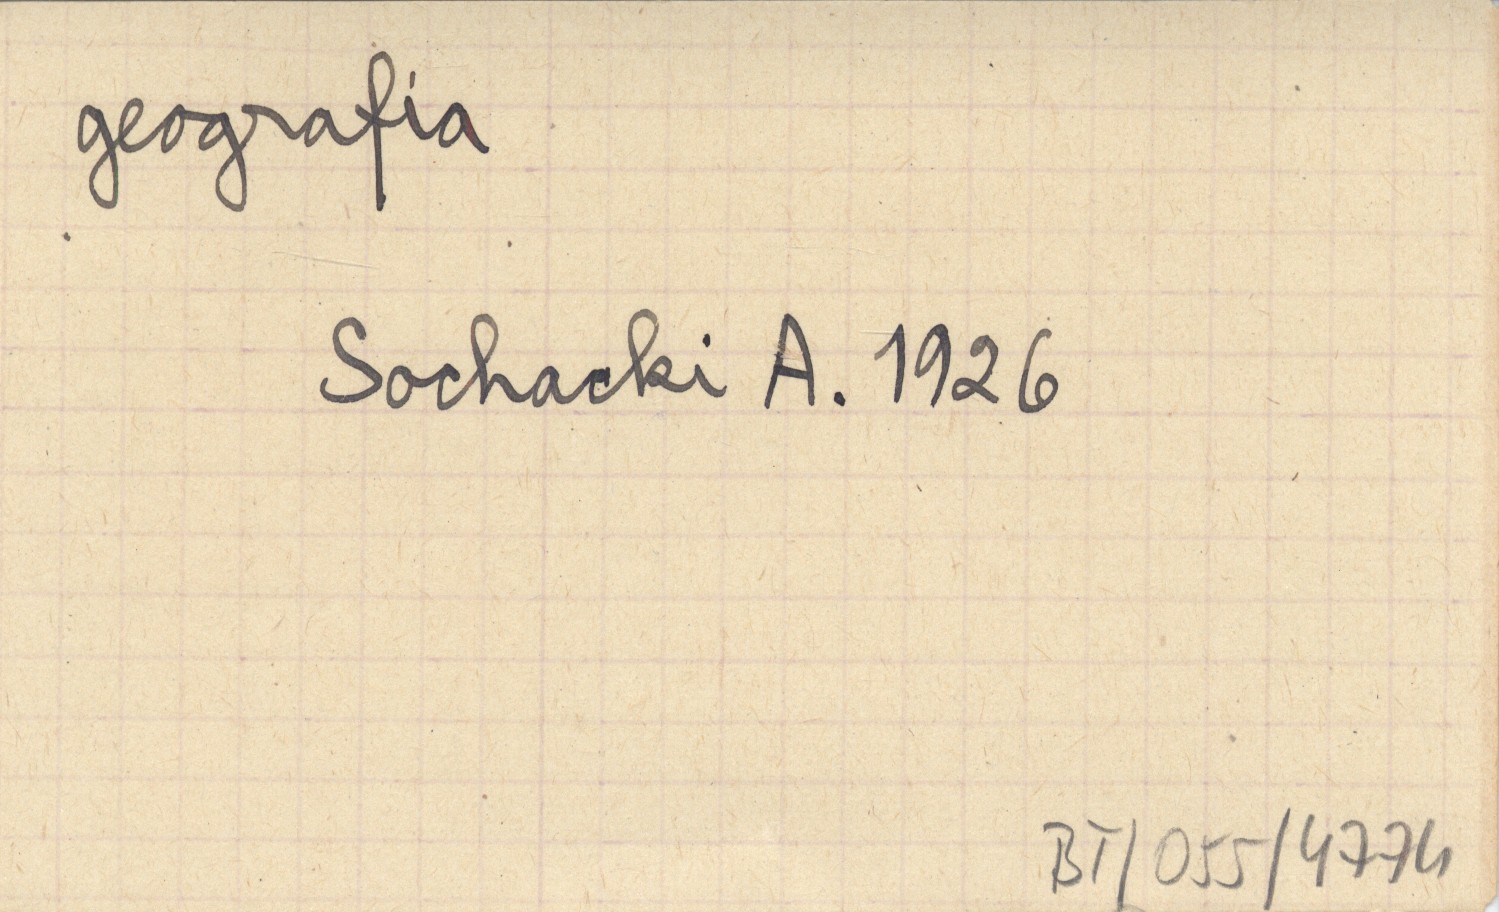 geografia
Sochacki A. 1926
BT/055/4774